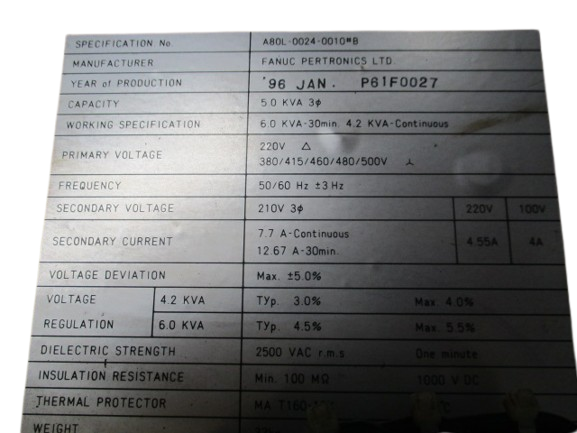 SPECIFICATION No. A80L-0024-0010#B
MANUFACTURER FANUC PERTRONICS LTD.
YEAR of PRODUCTION '96 JAN. P61F0027
CAPACITY 5.0 KVA 3φ
WORKING SPECIFICATION 6.0 KVA-30min. 4.2 KVA-Continuous
PRIMARY VOLTAGE 220V △
380/415/460/480/500V ⅄
FREQUENCY 50/60 Hz ±3Hz
SECONDARY VOLTAGE 210V 3φ 220V 100V
SECONDARY CURRENT 7.7 A-Continuous 4.55A 4A
12.67 A-30min.
VOLTAGE DEVIATION Max. ±5.0%
VOLTAGE 4.2 KVA Typ. 3.0% Max. 4.0%
REGULATION 6.0 KVA Typ. 4.5% Max. 5.5%
DIELECTRIC STRENGTH 2500 VAC r.m.s One minute
INSULATION RESISTANCE Min. 100 MΩ 1000 V DC
THERMAL PROTECTOR
WEIGHT